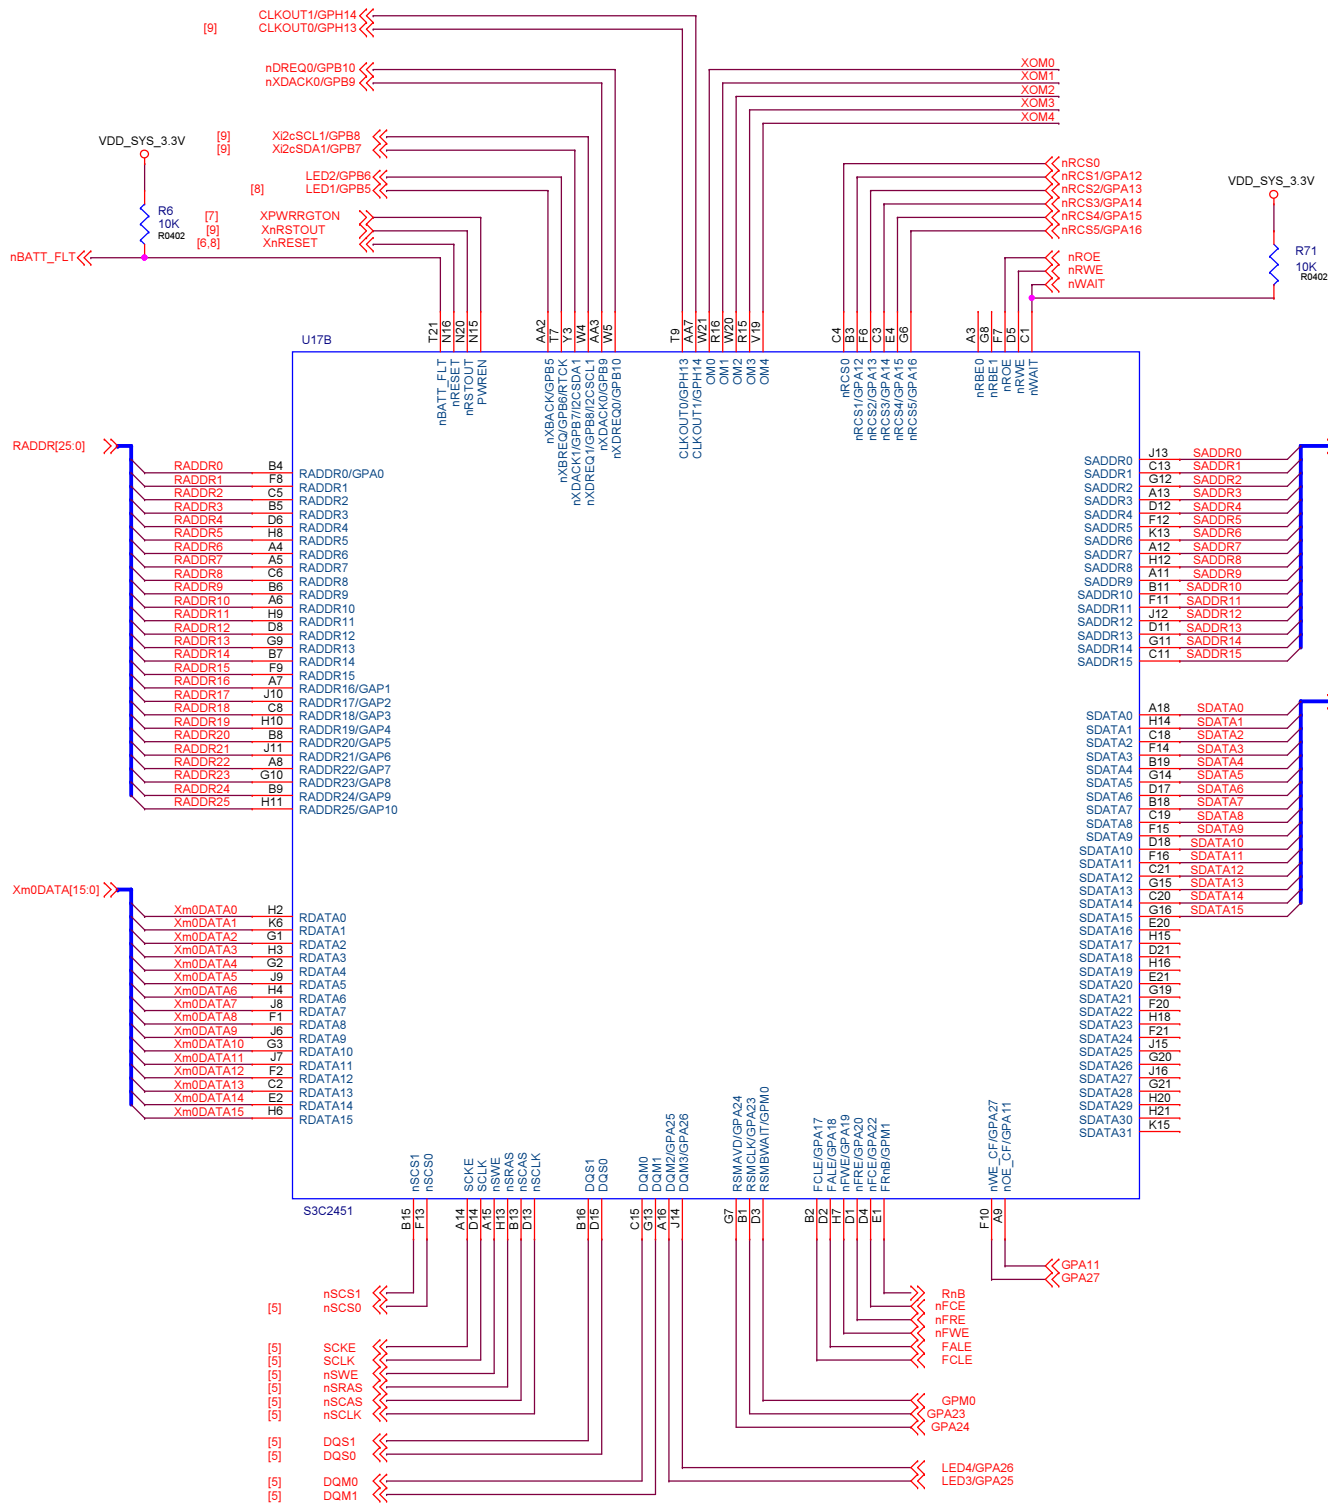 CLKOUT1/GPH14
[9] CLKOUT0/GPH13
nDREQ0/GPB10
nXDACK0/GPB9
XOM0
XOM1
XOM2
XOM3
XOM4
VDD_SYS_3.3V
[9] Xi2cSCL1/GPB8
[9] Xi2cSDA1/GPB7
LED2/GPB6
[8] LED1/GPB5
R6
10K
R0402
[7] XPWRRGTON
[9] XnRSTOUT
[6,8] XnRESET
nBATT_FLT
nRCS0
nRCS1/GPA12
nRCS2/GPA13
nRCS3/GPA14
nRCS4/GPA15
nRCS5/GPA16
VDD_SYS_3.3V
nROE
nRWE
nWAIT
R71
10K
R0402
U17B
T21 nBATT_FLT
N16 nRESET
N20 nRSTOUT
N15 PWREN
AA2 nXBACK/GPB5
T7 nXBREQ/GPB6/RTCK
Y3 nXDACK1/GPB7/I2CSDA1
W4 nXDREQ1/GPB8/I2CSCL1
AA3 nXDACK0/GPB9
W5 nXDREQ0/GPB10
T9 CLKOUT0/GPH13
AA7 CLKOUT1/GPH14
W21 OM0
R16 OM1
W20 OM2
R15 OM3
V19 OM4
C4 nRCS0
B3 nRCS1/GPA12
F6 nRCS2/GPA13
C3 nRCS3/GPA14
E4 nRCS4/GPA15
G6 nRCS5/GPA16
A3 nRBE0
G8 nRBE1
F7 nROE
D5 nRWE
C1 nWAIT
RADDR[25:0]
RADDR0 B4 RADDR0/GPA0
RADDR1 F8 RADDR1
RADDR2 C5 RADDR2
RADDR3 B5 RADDR3
RADDR4 D6 RADDR4
RADDR5 H8 RADDR5
RADDR6 A4 RADDR6
RADDR7 A5 RADDR7
RADDR8 C6 RADDR8
RADDR9 B6 RADDR9
RADDR10 A6 RADDR10
RADDR11 H9 RADDR11
RADDR12 D8 RADDR12
RADDR13 G9 RADDR13
RADDR14 B7 RADDR14
RADDR15 F9 RADDR15
RADDR16 A7 RADDR16/GAP1
RADDR17 J10 RADDR17/GAP2
RADDR18 C8 RADDR18/GAP3
RADDR19 H10 RADDR19/GAP4
RADDR20 B8 RADDR20/GAP5
RADDR21 J11 RADDR21/GAP6
RADDR22 A8 RADDR22/GAP7
RADDR23 G10 RADDR23/GAP8
RADDR24 B9 RADDR24/GAP9
RADDR25 H11 RADDR25/GAP10
SADDR0 J13 SADDR0
SADDR1 C13 SADDR1
SADDR2 G12 SADDR2
SADDR3 A13 SADDR3
SADDR4 D12 SADDR4
SADDR5 F12 SADDR5
SADDR6 K13 SADDR6
SADDR7 A12 SADDR7
SADDR8 H12 SADDR8
SADDR9 A11 SADDR9
SADDR10 B11 SADDR10
SADDR11 F11 SADDR11
SADDR12 J12 SADDR12
SADDR13 D11 SADDR13
SADDR14 G11 SADDR14
SADDR15 C11 SADDR15
SDATA0 A18 SDATA0
SDATA1 H14 SDATA1
SDATA2 C18 SDATA2
SDATA3 F14 SDATA3
SDATA4 B19 SDATA4
SDATA5 G14 SDATA5
SDATA6 D17 SDATA6
SDATA7 B18 SDATA7
SDATA8 C19 SDATA8
SDATA9 F15 SDATA9
SDATA10 D18 SDATA10
SDATA11 F16 SDATA11
SDATA12 C21 SDATA12
SDATA13 G15 SDATA13
SDATA14 C20 SDATA14
SDATA15 G16 SDATA15
SDATA16 E20
SDATA17 H15
SDATA18 D21
SDATA19 H16
SDATA20 E21
SDATA21 G19
SDATA22 F20
SDATA23 H18
SDATA24 F21
SDATA25 J15
SDATA26 G20
SDATA27 J16
SDATA28 G21
SDATA29 H20
SDATA30 H21
SDATA31 K15
Xm0DATA[15:0]
Xm0DATA0 H2 RDATA0
Xm0DATA1 K6 RDATA1
Xm0DATA2 G1 RDATA2
Xm0DATA3 H3 RDATA3
Xm0DATA4 G2 RDATA4
Xm0DATA5 J9 RDATA5
Xm0DATA6 H4 RDATA6
Xm0DATA7 J8 RDATA7
Xm0DATA8 F1 RDATA8
Xm0DATA9 J6 RDATA9
Xm0DATA10 G3 RDATA10
Xm0DATA11 J7 RDATA11
Xm0DATA12 F2 RDATA12
Xm0DATA13 C2 RDATA13
Xm0DATA14 E2 RDATA14
Xm0DATA15 H6 RDATA15
nSCS1 B15
nSCS0 F13
SCKE A14
SCLK D14
nSWE A15
nSRAS H13
nSCAS B13
nSCLK D13
DQS1 B16
DQS0 D15
DQM0 C15
DQM1 G13
DQM2/GPA25 A16
DQM3/GPA26 J14
RSMAVD/GPA24 G7
RSMCLK/GPA23 B1
RSMBWAIT/GPM0 D3
FCLE/GPA17 B2
FALE/GPA18 D2
nFWE/GPA19 H7
nFRE/GPA20 D1
nFCE/GPA22 D4
FRnB/GPM1 E1
nWE_CF/GPA27 F10
nOE_CF/GPA11 A9
S3C2451
GPA11
GPA27
nSCS1
[5] nSCS0
RnB
nFCE
nFRE
nFWE
FALE
FCLE
[5] SCKE
[5] SCLK
[5] nSWE
[5] nSRAS
[5] nSCAS
[5] nSCLK
GPM0
GPA23
GPA24
[5] DQS1
[5] DQS0
LED4/GPA26
LED3/GPA25
[5] DQM0
[5] DQM1